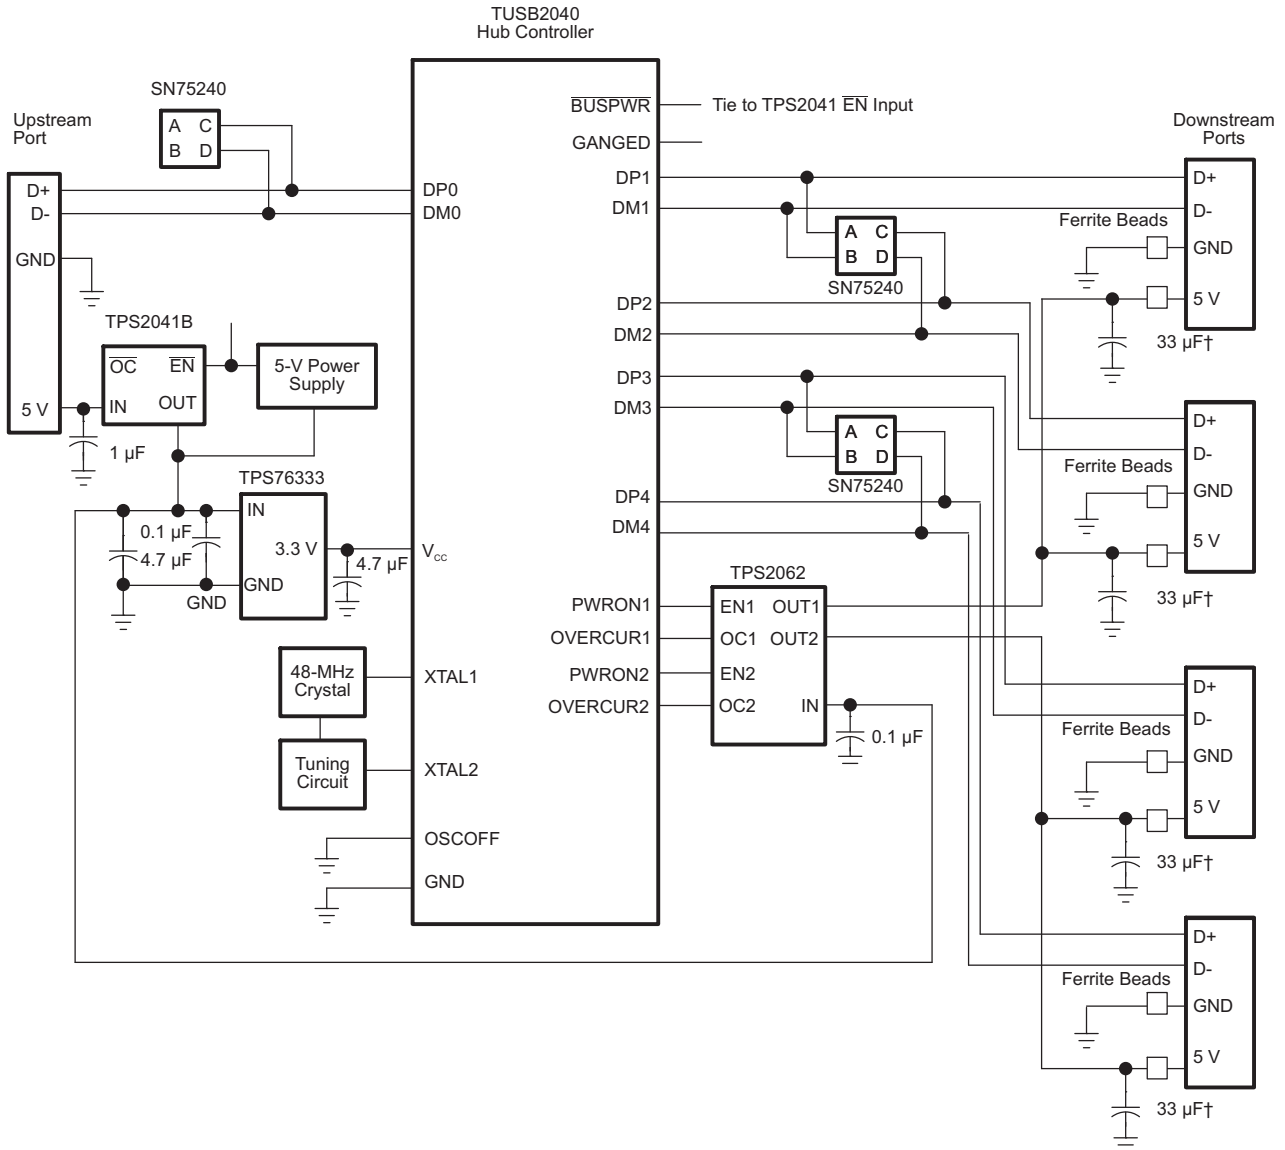 TUSB2040
Hub Controller
SN75240
A C
B D
Upstream
Port
D+
D-
GND
5 V
TPS2041B
OC EN
IN OUT
5-V Power
Supply
1 µF
TPS76333
IN
3.3 V
GND
0.1 µF
4.7 µF
GND
4.7 µF
48-MHz
Crystal
Tuning
Circuit
DP0
DM0
VCC
XTAL1
XTAL2
OSCOFF
GND
BUSPWR
Tie to TPS2041 EN Input
GANGED
DP1
DM1
DP2
DM2
DP3
DM3
DP4
DM4
PWRON1
OVERCUR1
PWRON2
OVERCUR2
A C
B D
SN75240
A C
B D
SN75240
TPS2062
EN1 OUT1
OC1 OUT2
EN2
OC2 IN
0.1 µF
Downstream
Ports
D+
D-
Ferrite Beads
GND
5 V
33 µF†
D+
D-
Ferrite Beads
GND
5 V
33 µF†
D+
D-
Ferrite Beads
GND
5 V
33 µF†
D+
D-
Ferrite Beads
GND
5 V
33 µF†